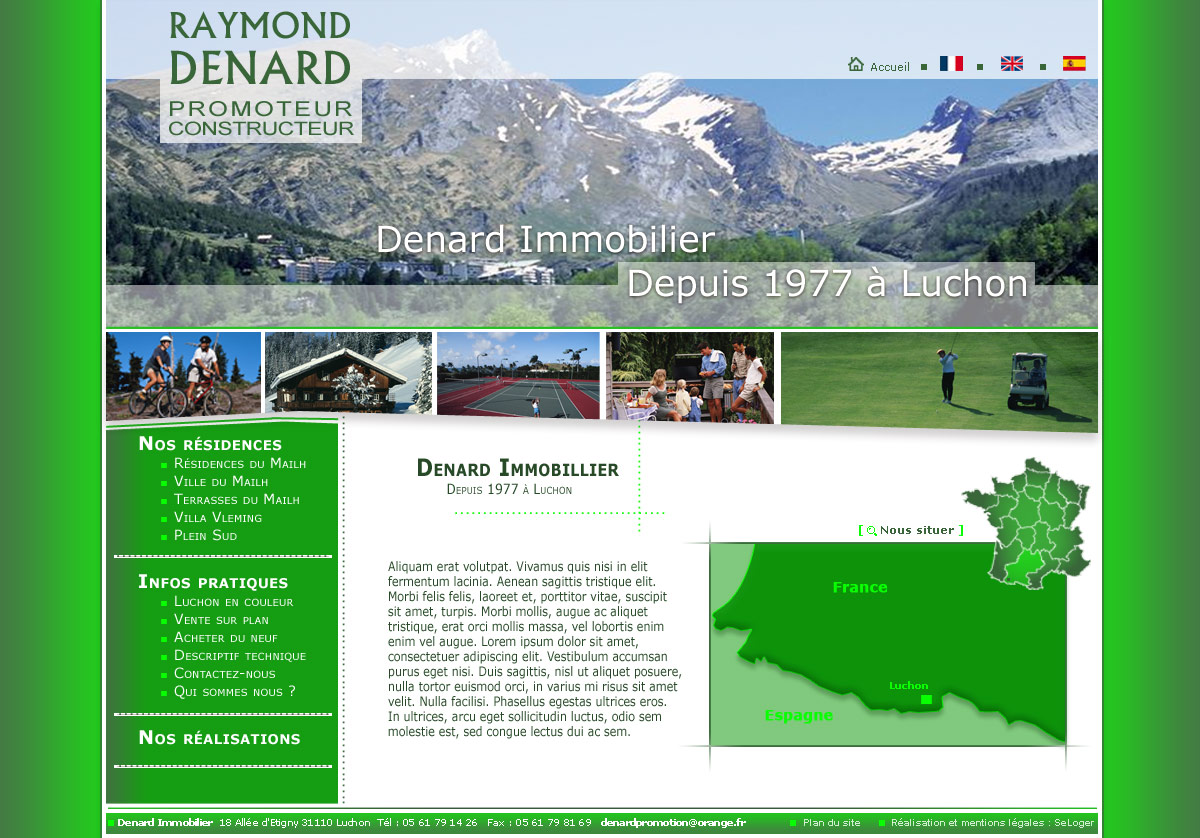 RAYMOND
DENARD
PROMOTEUR
CONSTRUCTEUR
Accueil
Denard Immobilier
Depuis 1977 à Luchon
Nos résidences
Résidences du Mailh
Ville du Mailh
Terrasses du Mailh
Villa Vleming
Plein Sud
Infos pratiques
Luchon en couleur
Vente sur plan
Acheter du neuf
Descriptif technique
Contactez-nous
Qui sommes nous ?
Nos réalisations
Denard Immobillier
Depuis 1977 à Luchon
Aliquam erat volutpat. Vivamus quis nisi in elit
fermentum lacinia. Aenean sagittis tristique elit.
Morbi felis felis, laoreet et, porttitor vitae, suscipit
sit amet, turpis. Morbi mollis, augue ac aliquet
tristique, erat orci mollis massa, vel lobortis enim
enim vel augue. Lorem ipsum dolor sit amet,
consectetuer adipiscing elit. Vestibulum accumsan
purus eget nisi. Duis sagittis, nisl ut aliquet posuere,
nulla tortor euismod orci, in varius mi risus sit amet
velit. Nulla facilisi. Phasellus egestas ultrices eros.
In ultrices, arcu eget sollicitudin luctus, odio sem
molestie est, sed congue lectus dui ac sem.
[ Nous situer ]
France
Luchon
Espagne
Denard Immobilier 18 Allée d'Etigny 31110 Luchon Tél : 05 61 79 14 26 Fax : 05 61 79 81 69 denardpromotion@orange.fr
Plan du site
Réalisation et mentions légales : SeLoger